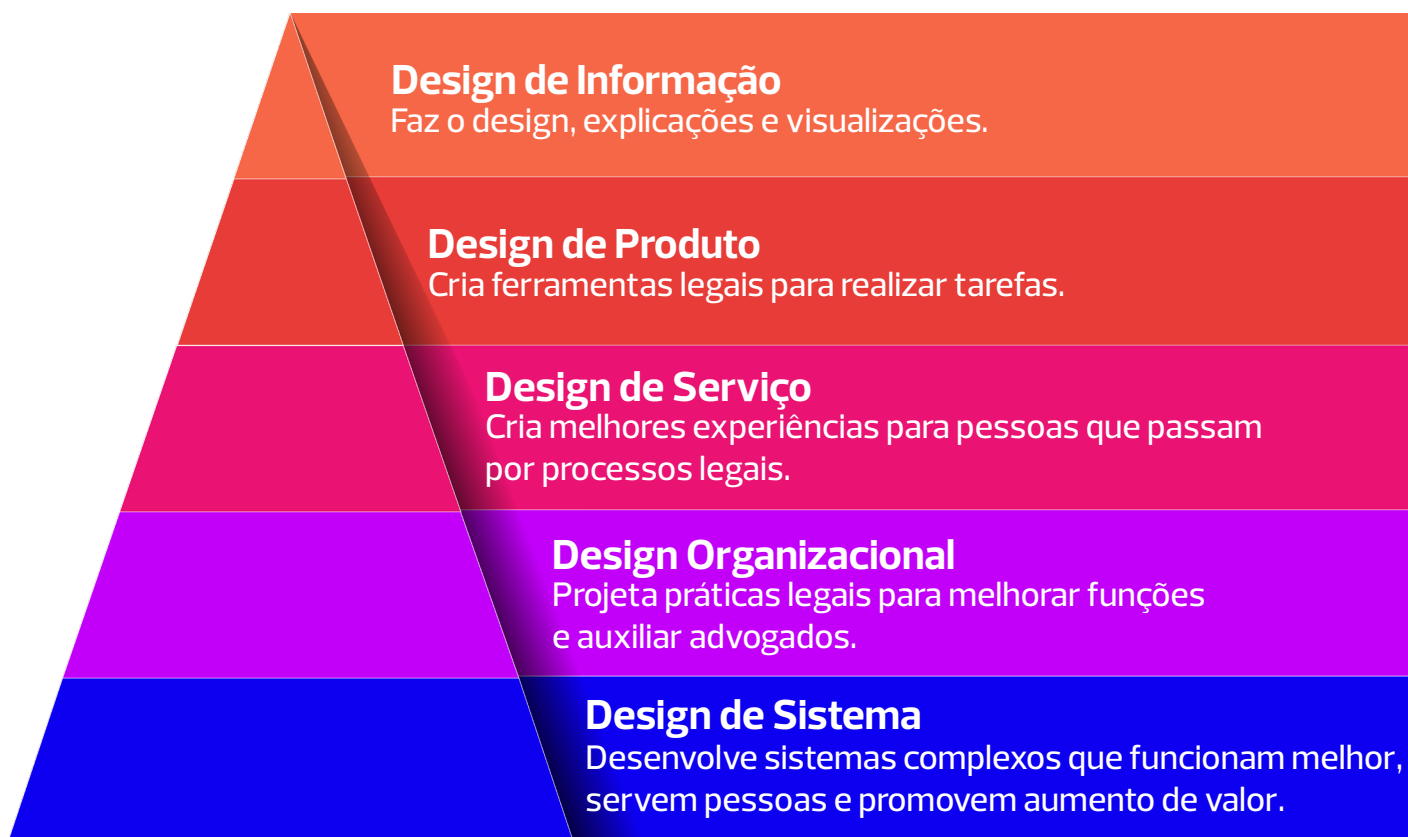 Design de Informação
Faz o design, explicações e visualizações.
Design de Produto
Cria ferramentas legais para realizar tarefas.
Design de Serviço
Cria melhores experiências para pessoas que passam
por processos legais.
Design Organizacional
Projeta práticas legais para melhorar funções
e auxiliar advogados.
Design de Sistema
Desenvolve sistemas complexos que funcionam melhor,
servem pessoas e promovem aumento de valor.